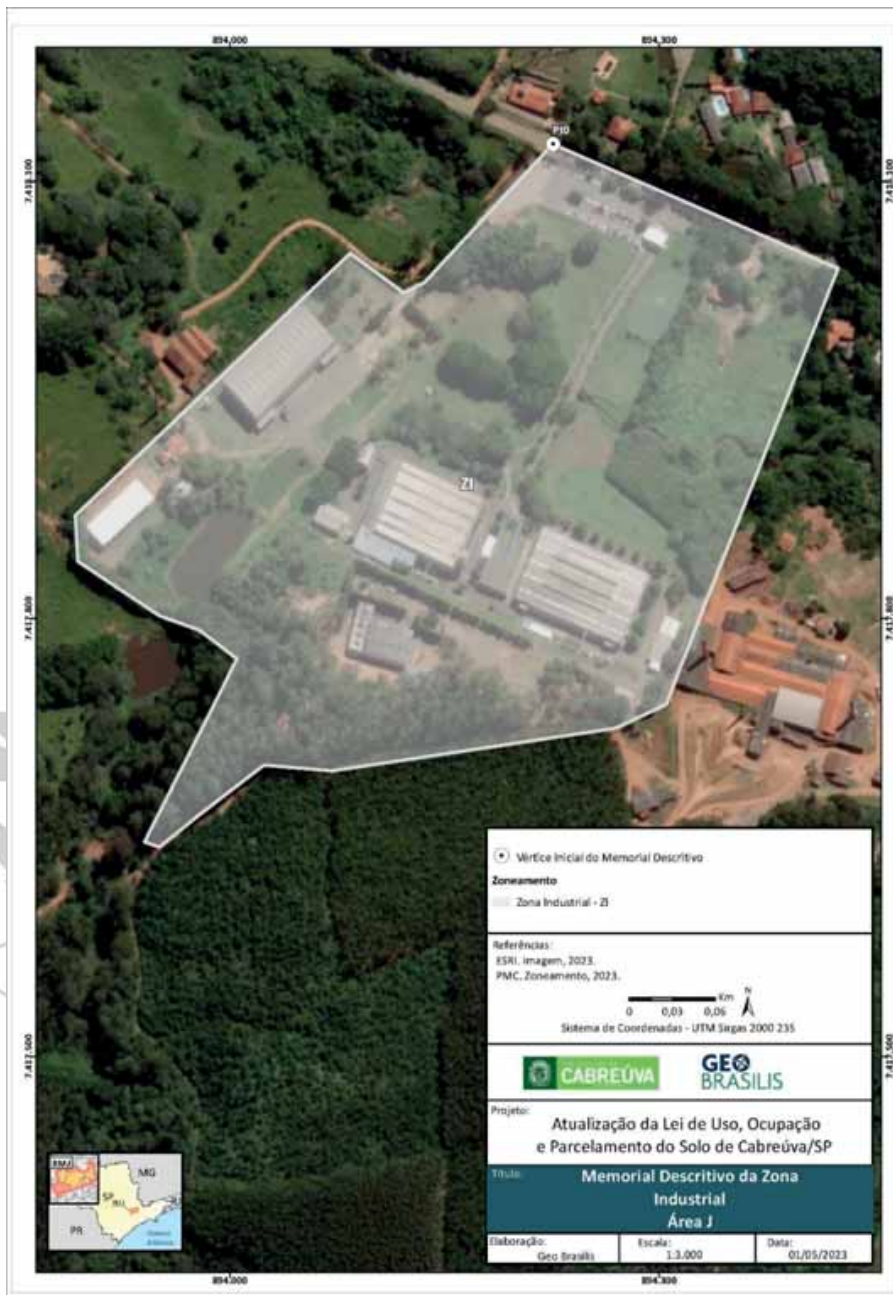 894.000
894.300
P10
7.418.100
7.418.100
ZI
7.417.800
7.417.800
Vértice Inicial do Memorial Descritivo
Zoneamento
Zona Industrial - ZI
Referências:
ESRI. Imagem, 2023.
PMC. Zoneamento, 2023.
Km
N
0 0,03 0,06
Sistema de Coordenadas - UTM Sirgas 2000 23S
7.417.500
7.417.500
CABREÚVA
GEO
BRASILIS
Projeto:
Atualização da Lei de Uso, Ocupação
e Parcelamento do Solo de Cabreúva/SP
Título:
Memorial Descritivo da Zona
Industrial
Área J
RMJ
MG
SP
RJ
PR
Elaboração:
Geo Brasilis
Escala:
1:3.000
Data:
01/05/2023
894.000
894.300